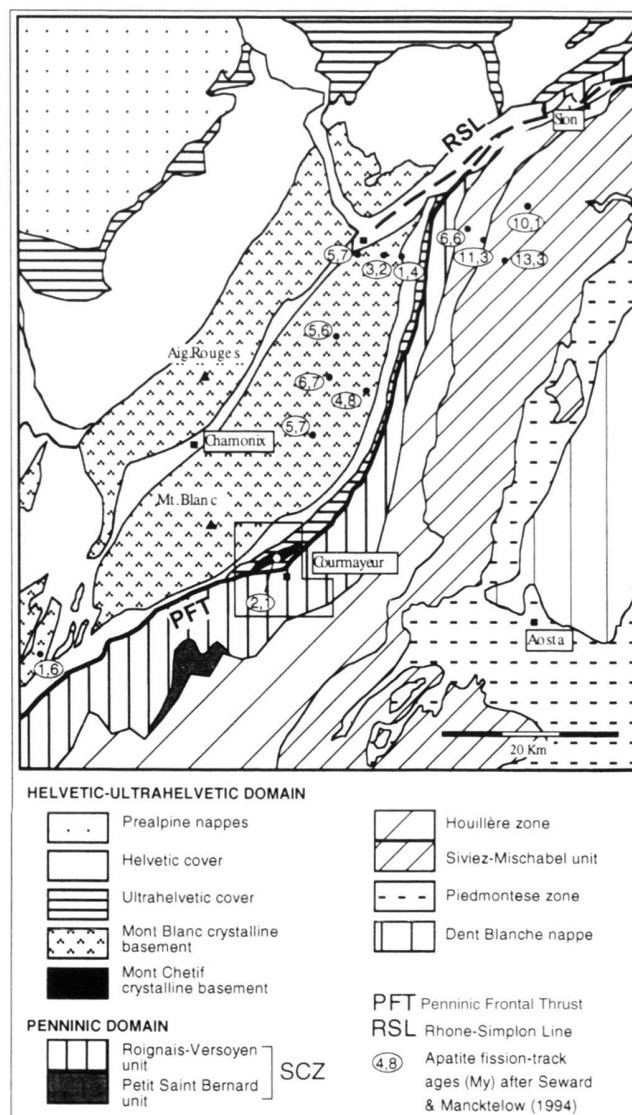 RSL
Sion
10,1
6,6
11,3
13,3
5,7
3,2
1,4
5,6
Aig.Rouges
6,7
4,8
5,7
Chamonix
Mt.Blanc
Courmayeur
2,1
PFT
Aosta
1,6
20 Km
HELVETIC-ULTRAHELVETIC DOMAIN
Prealpine nappes
Helvetic cover
Ultrahelvetic cover
Mont Blanc crystalline
basement
Mont Chetif
crystalline basement
PENNINIC DOMAIN
Roignais-Versoyen
unit
Petit Saint Bernard
unit
SCZ
Houillère zone
Siviez-Mischabel unit
Piedmontese zone
Dent Blanche nappe
PFT Penninic Frontal Thrust
RSL Rhone-Simplon Line
4,8 Apatite fission-track
ages (My) after Seward
& Mancktelow (1994)